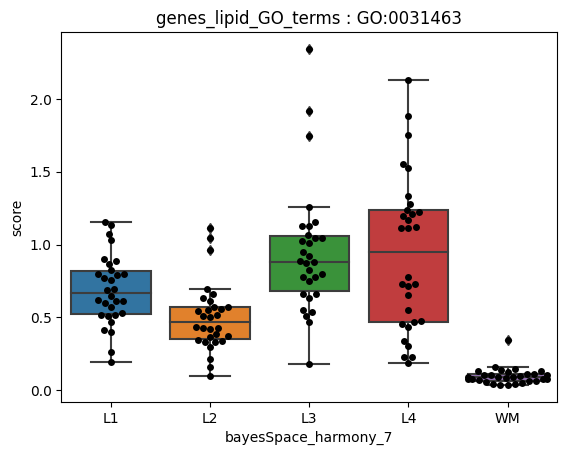 genes_lipid_GO_terms : GO:0031463
2.0
1.5
1.0
0.5
0.0
score
L1 L2 L3 L4 WM
bayesSpace_harmony_7